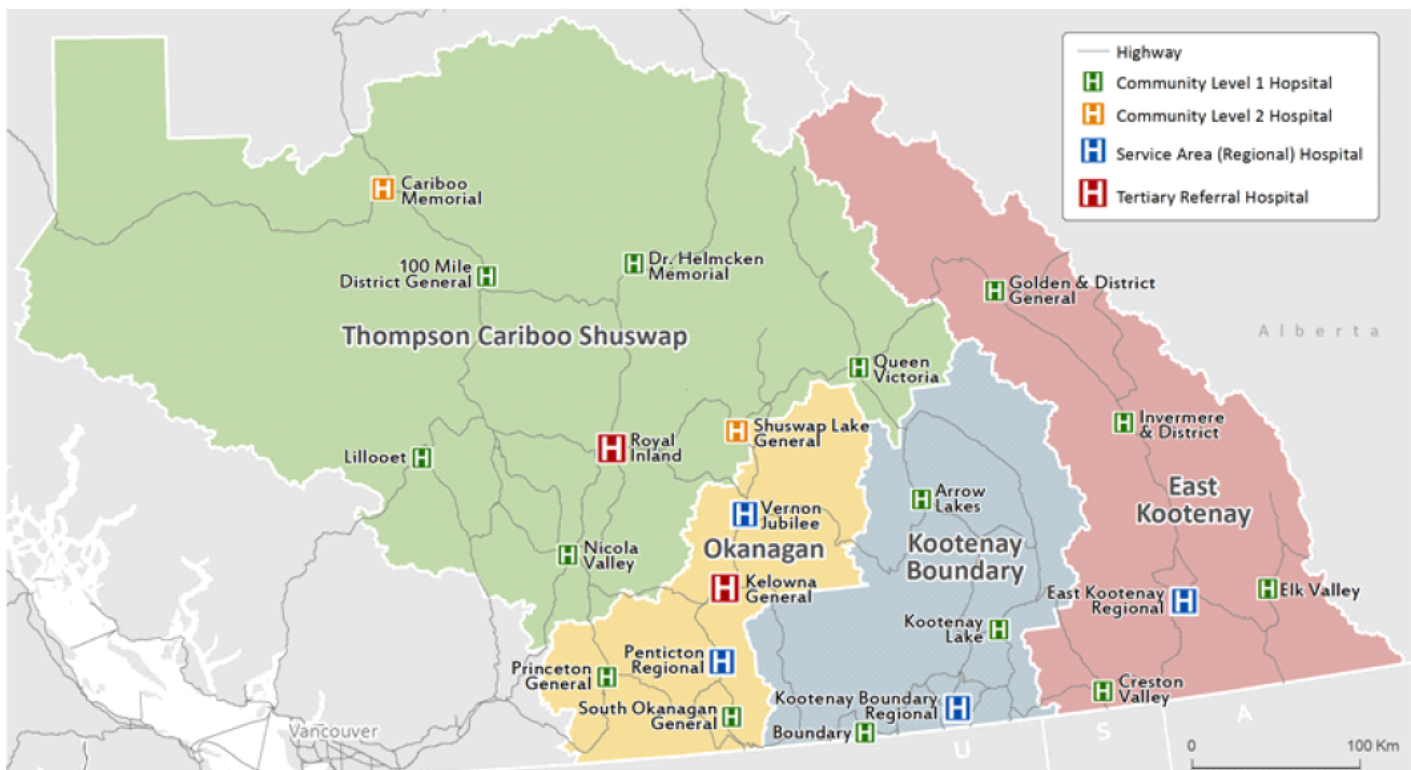 Highway
Community Level 1 Hopsital
Community Level 2 Hospital
Service Area (Regional) Hospital
Tertiary Referral Hospital
Cariboo
Memorial
100 Mile
District General
Dr. Helmcken
Memorial
Golden & District
General
Thompson Cariboo Shuswap
Alberta
Queen
Victoria
Shuswap Lake
General
Invermere
& District
Lillooet
Royal
Inland
East
Kootenay
Arrow
Lakes
Vernon
Jubilee
Okanagan
Kootenay
Boundary
Nicola
Valley
Kelowna
General
East Kootenay
Regional
Elk Valley
Kootenay
Lake
Penticton
Regional
Princeton
General
Creston
Valley
South Okanagan
General
Kootenay Boundary
Regional
Boundary
Vancouver
U S A
0 100 Km